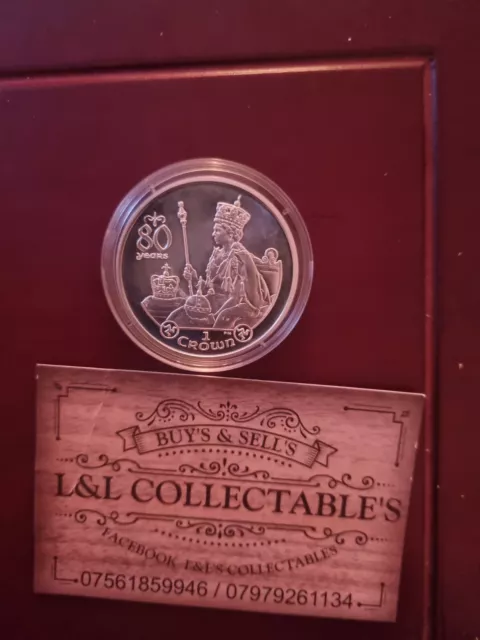 80
years
1
CROWN
BUY'S & SELL'S
L&L COLLECTABLE'S
FACEBOOK L&L'S COLLECTABLES
07561859946 / 07979261134